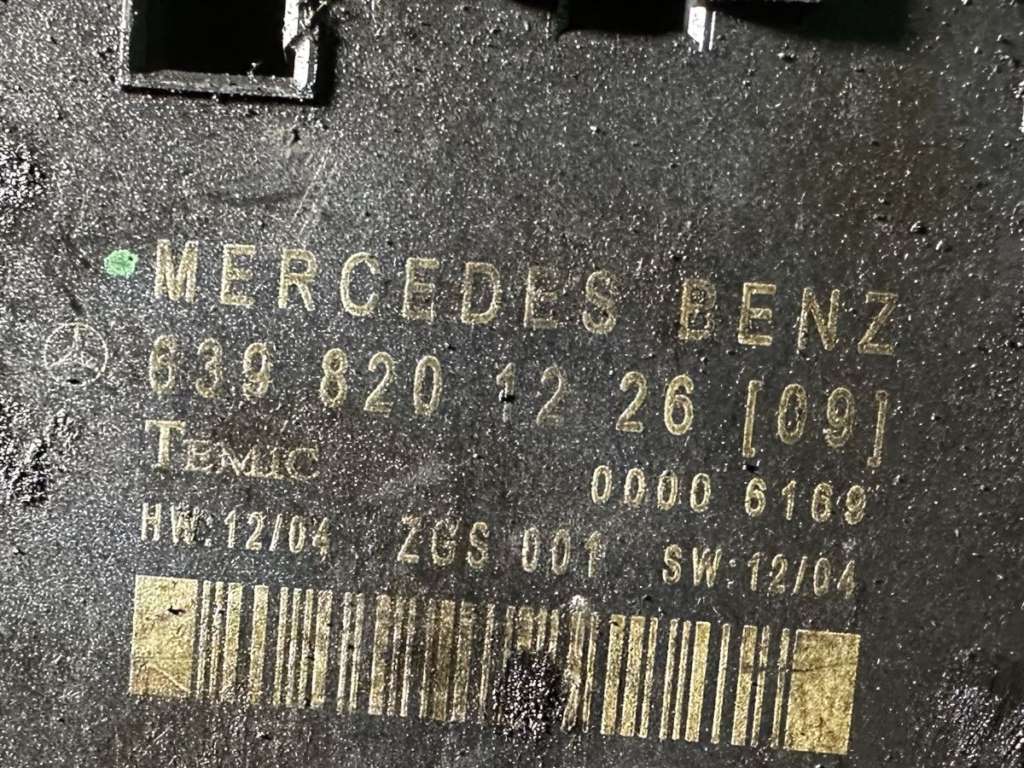 MERCEDES BENZ
639 820 12 26 [09]
TEMIC
0000 6169
HW:12/04 ZGS 001 SW:12/04